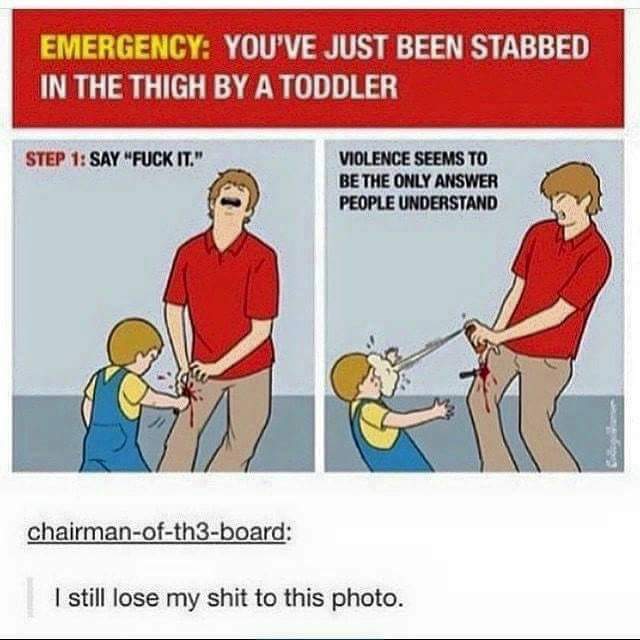 EMERGENCY: YOU'VE JUST BEEN STABBED
IN THE THIGH BY A TODDLER
STEP 1: SAY "FUCK IT."
VIOLENCE SEEMS TO
BE THE ONLY ANSWER
PEOPLE UNDERSTAND
CollegeHumor
chairman-of-th3-board:
I still lose my shit to this photo.